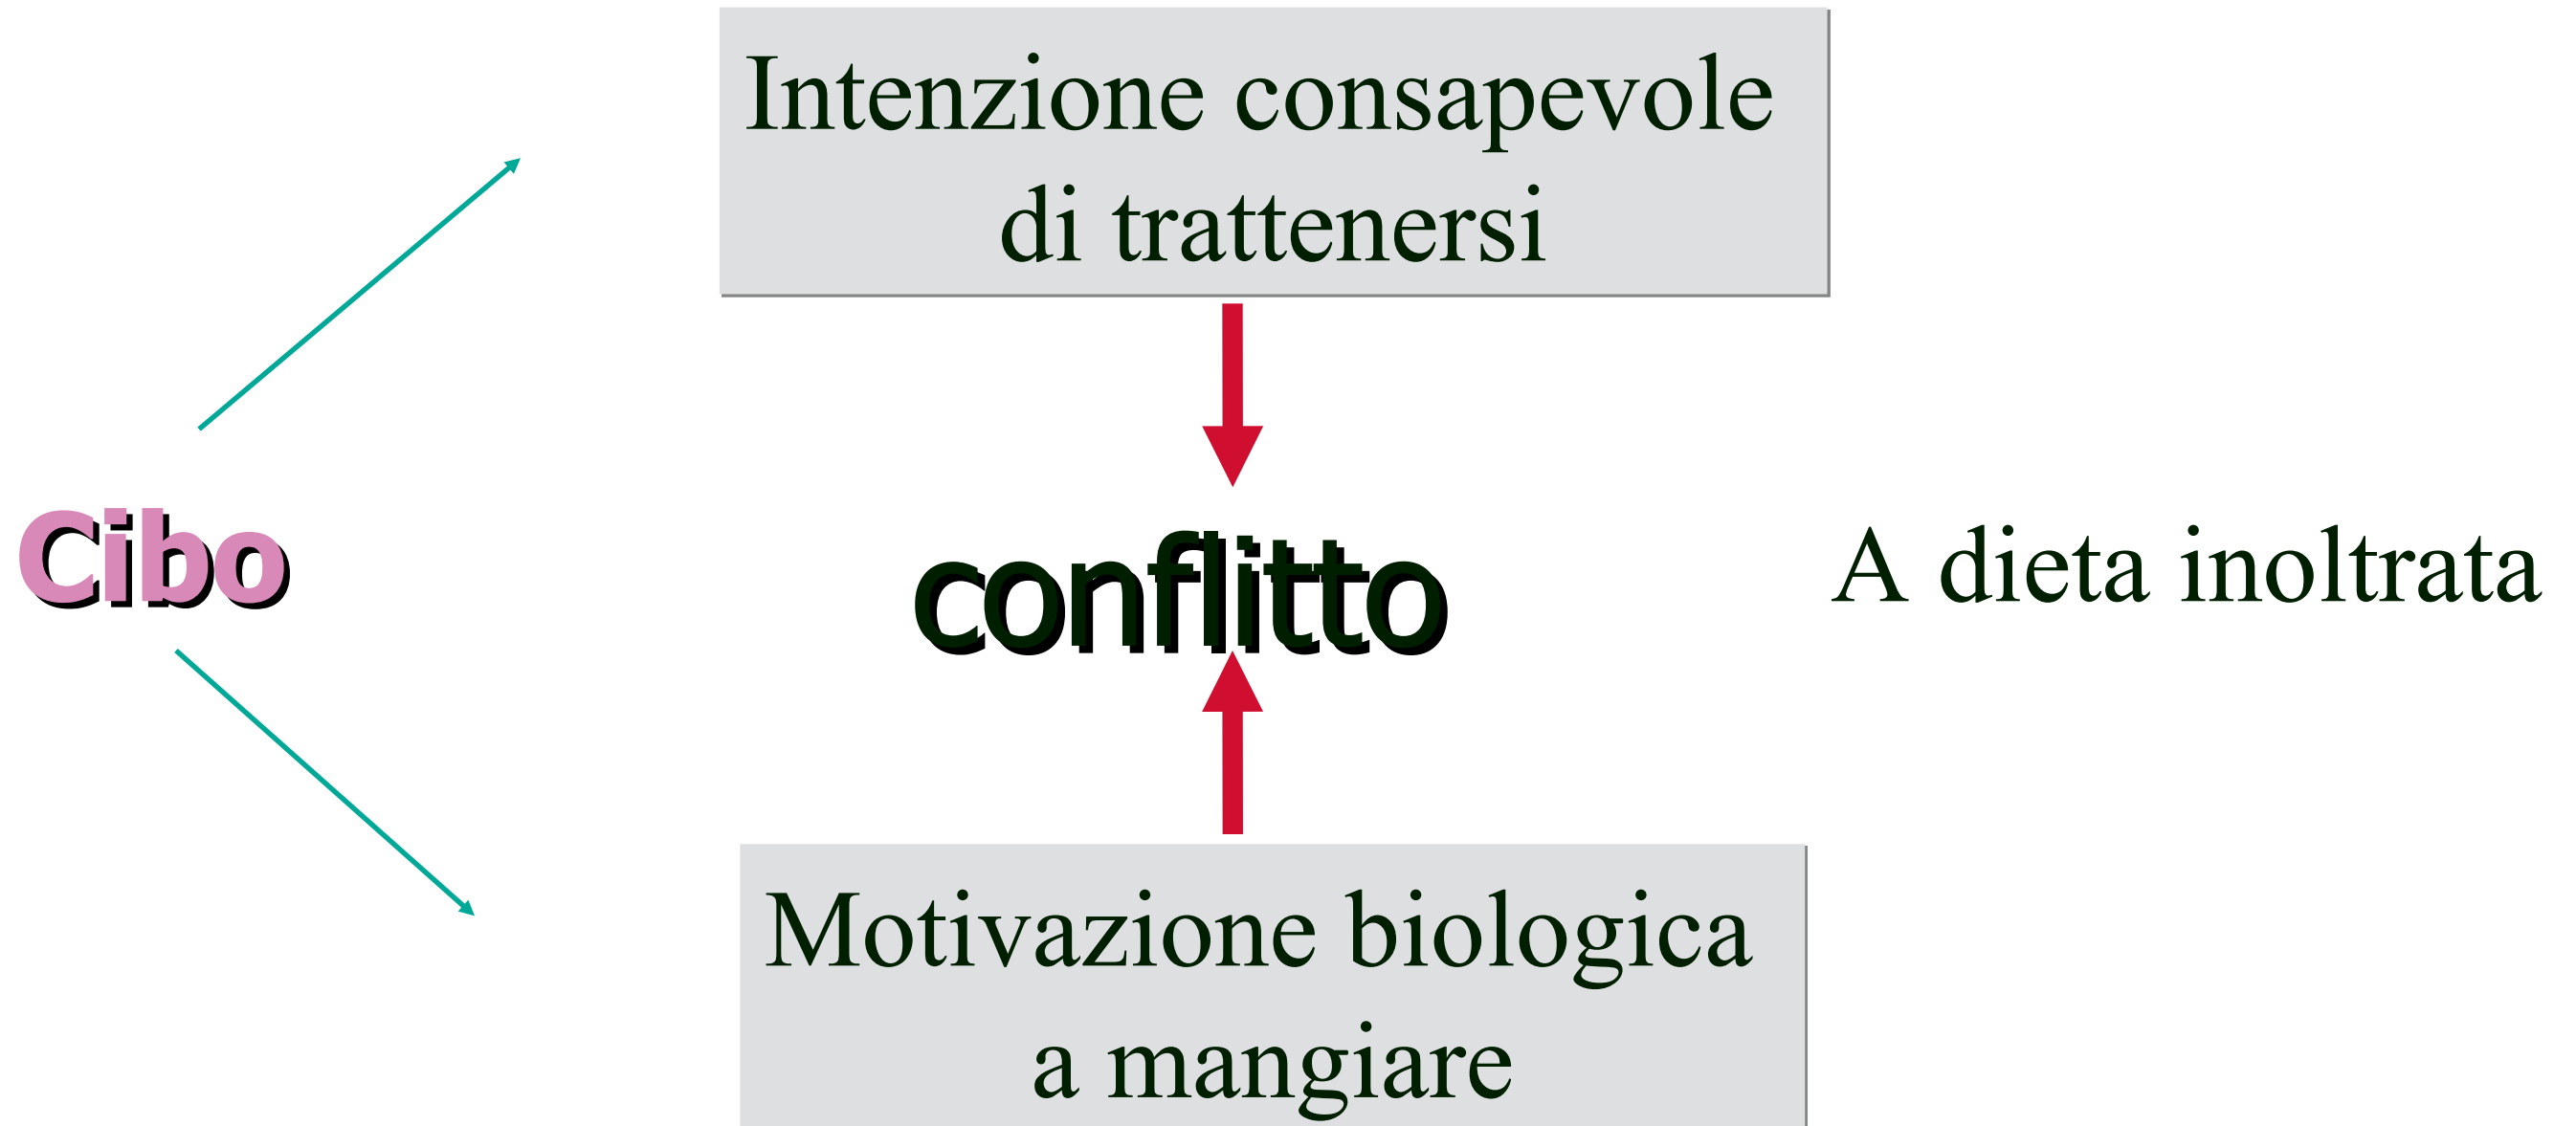 Intenzione consapevole
di trattenersi
Cibo
conflitto
A dieta inoltrata
Motivazione biologica
a mangiare